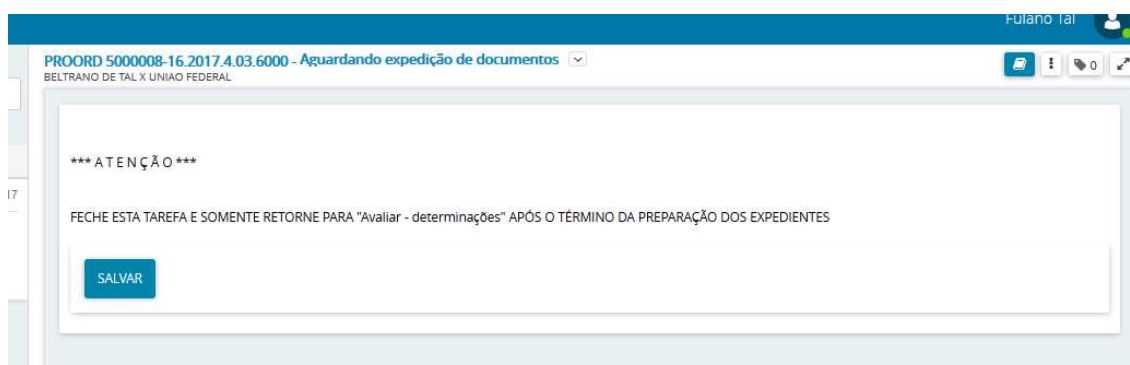 Fulano Tal
PROORD 5000008-16.2017.4.03.6000 - Aguardando expedição de documentos
BELTRANO DE TAL X UNIAO FEDERAL
0
*** A T E N Ç Ã O ***
17
FECHE ESTA TAREFA E SOMENTE RETORNE PARA "Avaliar - determinações" APÓS O TÉRMINO DA PREPARAÇÃO DOS EXPEDIENTES
SALVAR